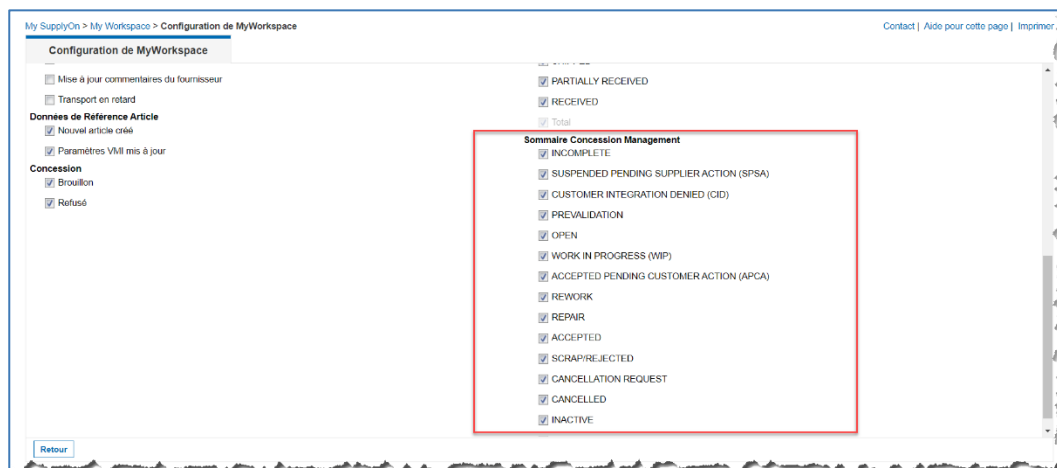 My SupplyOn > My Workspace > Configuration de MyWorkspace
Contact | Aide pour cette page | Imprimer
Configuration de MyWorkspace
Mise à jour commentaires du fournisseur
Transport en retard
Données de Référence Article
Nouvel article créé
Paramètres VMI mis à jour
Concession
Brouillon
Refusé
PARTIALLY RECEIVED
RECEIVED
Total
Sommaire Concession Management
INCOMPLETE
SUSPENDED PENDING SUPPLIER ACTION (SPSA)
CUSTOMER INTEGRATION DENIED (CID)
PREVALIDATION
OPEN
WORK IN PROGRESS (WIP)
ACCEPTED PENDING CUSTOMER ACTION (APCA)
REWORK
REPAIR
ACCEPTED
SCRAP/REJECTED
CANCELLATION REQUEST
CANCELLED
INACTIVE
Retour